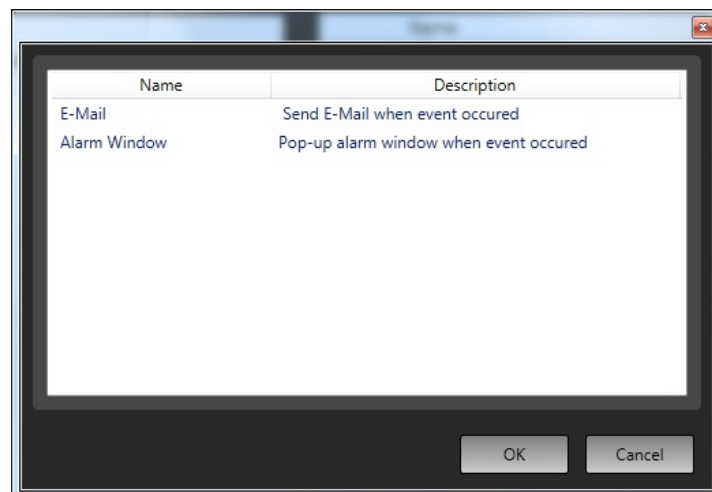 Name
Name Description
E-Mail Send E-Mail when event occured
Alarm Window Pop-up alarm window when event occured
OK Cancel